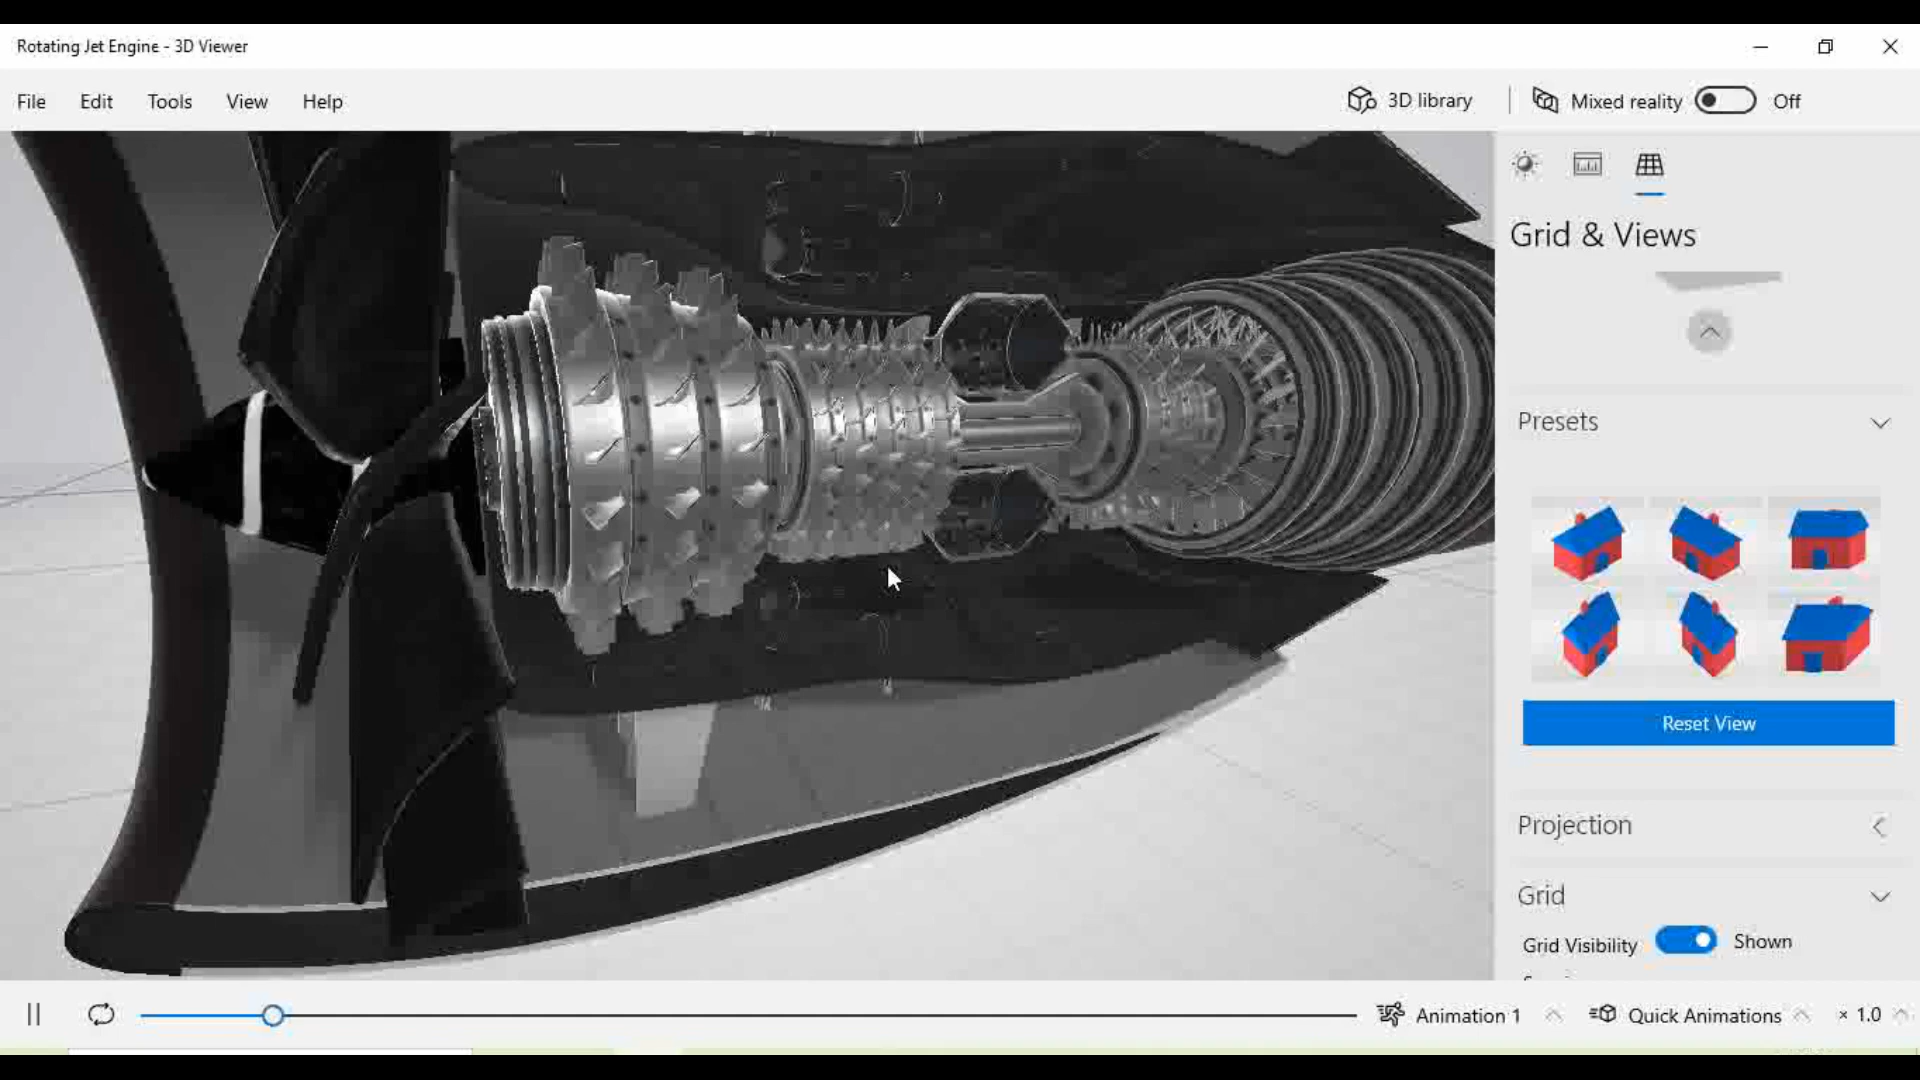 Rotating Jet Engine - 3D Viewer
File Edit Tools View Help
3D library
Mixed reality Off
Grid & Views
Presets
Reset View
Projection
Grid
Grid Visibility Shown
Animation 1
Quick Animations
× 1.0